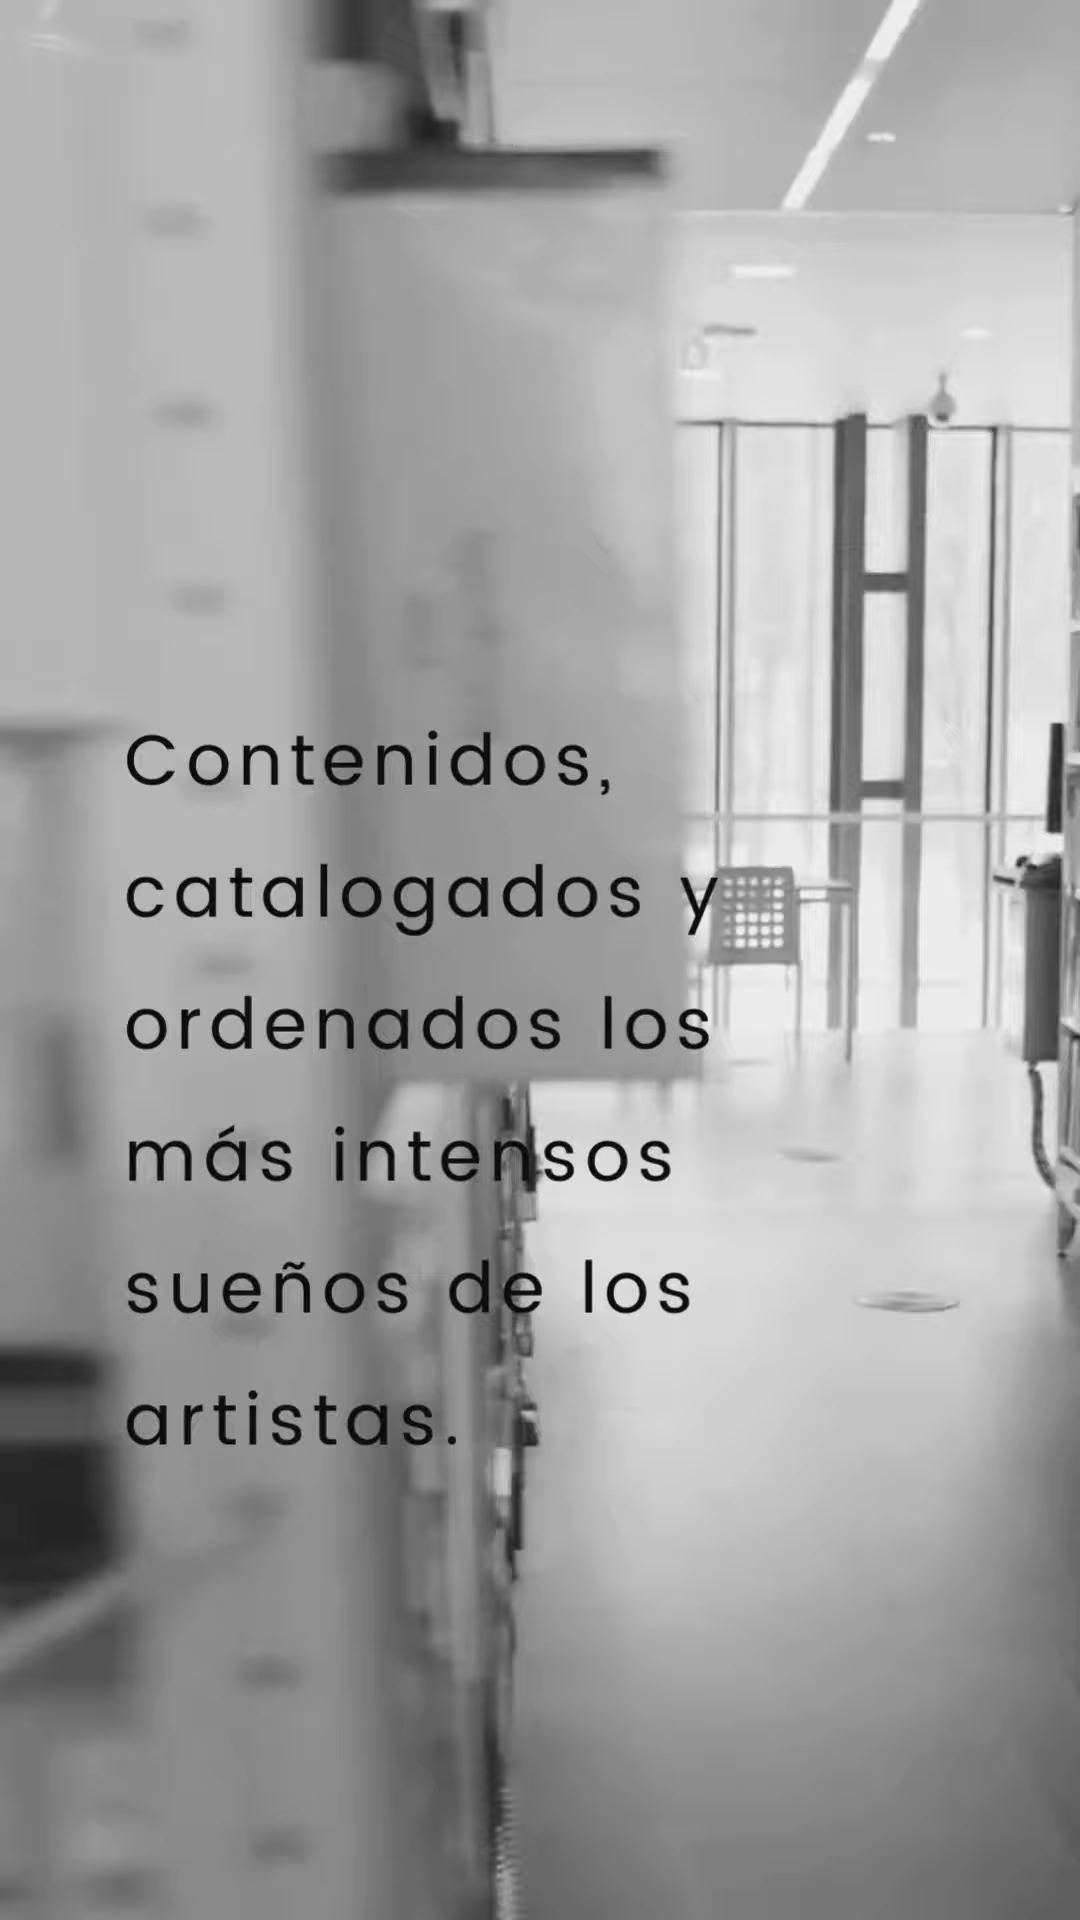 Contenidos,
catalogados y
ordenados los
más intensos
sueños de los
artistas.